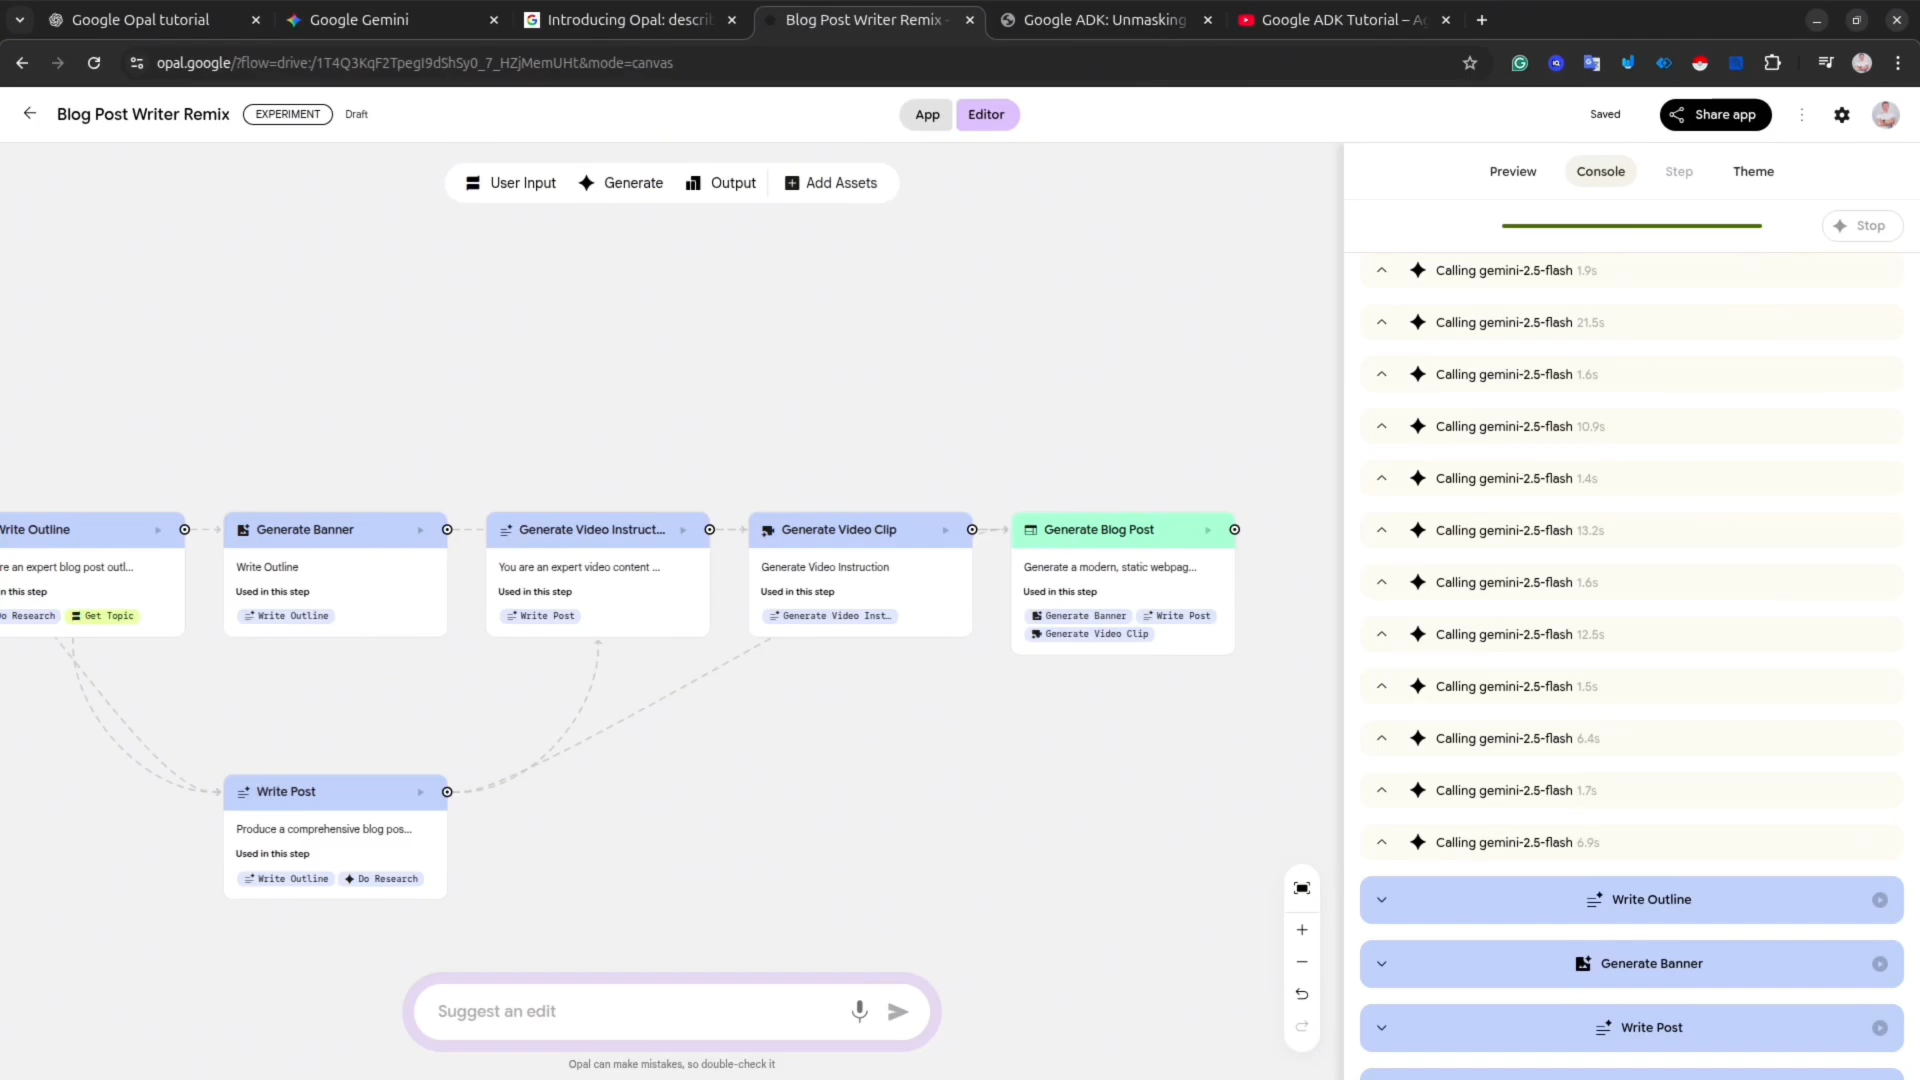 Google Opal tutorial
Google Gemini
Introducing Opal: descri
Blog Post Writer Remix -
Google ADK: Unmasking
Google ADK Tutorial – Ag
opal.google/?flow=drive:/1T4Q3KqF2TpegI9dShSy0_7_HZjMemUHt&mode=canvas
Blog Post Writer Remix
EXPERIMENT
Draft
App
Editor
Saved
Share app
User Input
Generate
Output
Add Assets
Preview
Console
Step
Theme
Stop
Calling gemini-2.5-flash 1.9s
Calling gemini-2.5-flash 21.5s
Calling gemini-2.5-flash 1.6s
Calling gemini-2.5-flash 10.9s
Calling gemini-2.5-flash 1.4s
Calling gemini-2.5-flash 13.2s
Calling gemini-2.5-flash 1.6s
Calling gemini-2.5-flash 12.5s
Calling gemini-2.5-flash 1.5s
Calling gemini-2.5-flash 6.4s
Calling gemini-2.5-flash 1.7s
Calling gemini-2.5-flash 6.9s
Write Outline
Generate Banner
Write Post
Write Outline
re an expert blog post outl...
n this step
Do Research
Get Topic
Generate Banner
Write Outline
Used in this step
Write Outline
Generate Video Instruct...
You are an expert video content ...
Used in this step
Write Post
Generate Video Clip
Generate Video Instruction
Used in this step
Generate Video Inst...
Generate Blog Post
Generate a modern, static webpag...
Used in this step
Generate Banner
Write Post
Generate Video Clip
Write Post
Produce a comprehensive blog pos...
Used in this step
Write Outline
Do Research
Suggest an edit
Opal can make mistakes, so double-check it